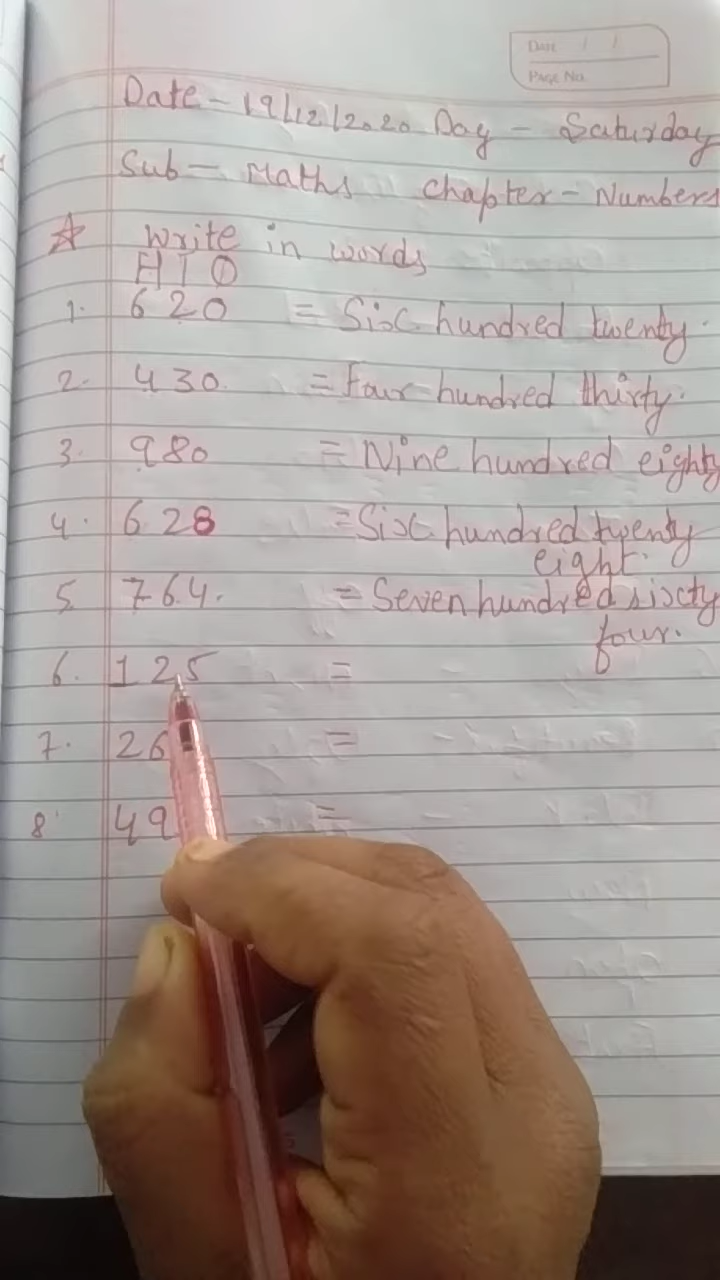 Date / /
Page No.
Date - 19/12/2020 Day - Saturday
Sub - Maths chapter - Numbers
☆ Write in words
H T O
1. 620 = Six hundred twenty.
2. 430. = Four hundred thirty.
3. 980 = Nine hundred eighty
4. 628 = Six hundred twenty
eight.
5. 764. = Seven hundred sixty
four.
6. 125 =
7. 26 =
8. 49 =